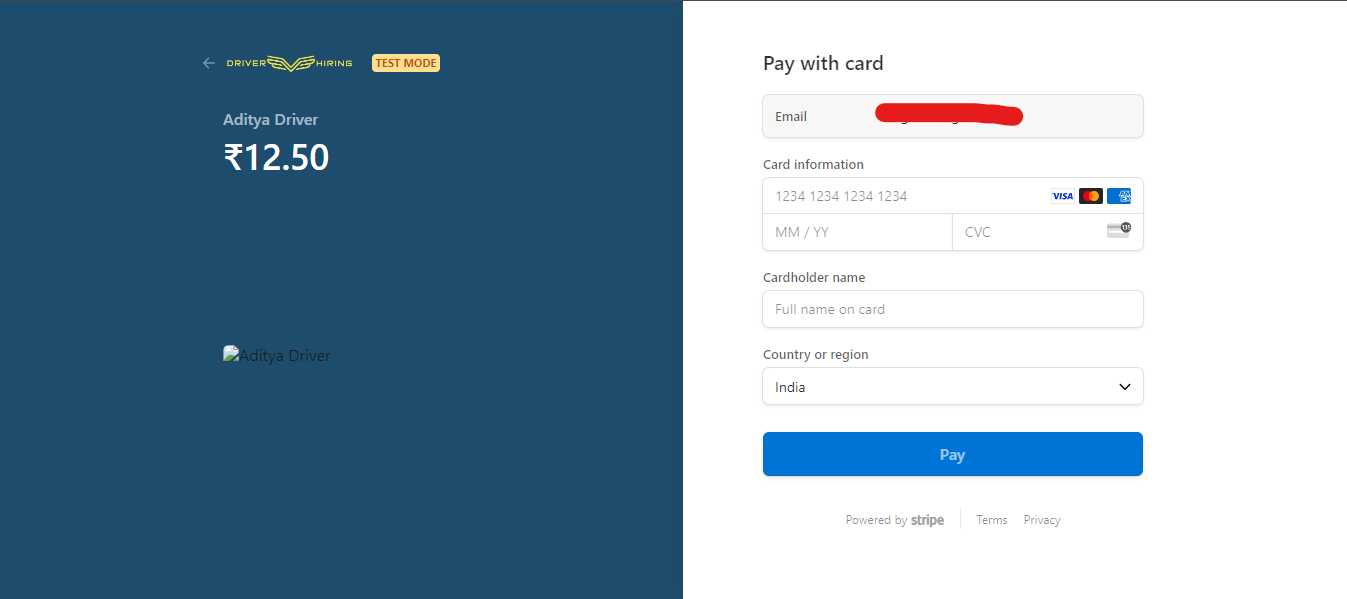 DRIVER HIRING TEST MODE
Aditya Driver
₹12.50
Aditya Driver
Pay with card
Email
Card information
1234 1234 1234 1234 VISA AMEX
MM / YY CVC 135
Cardholder name
Full name on card
Country or region
India
Pay
Powered by stripe Terms Privacy